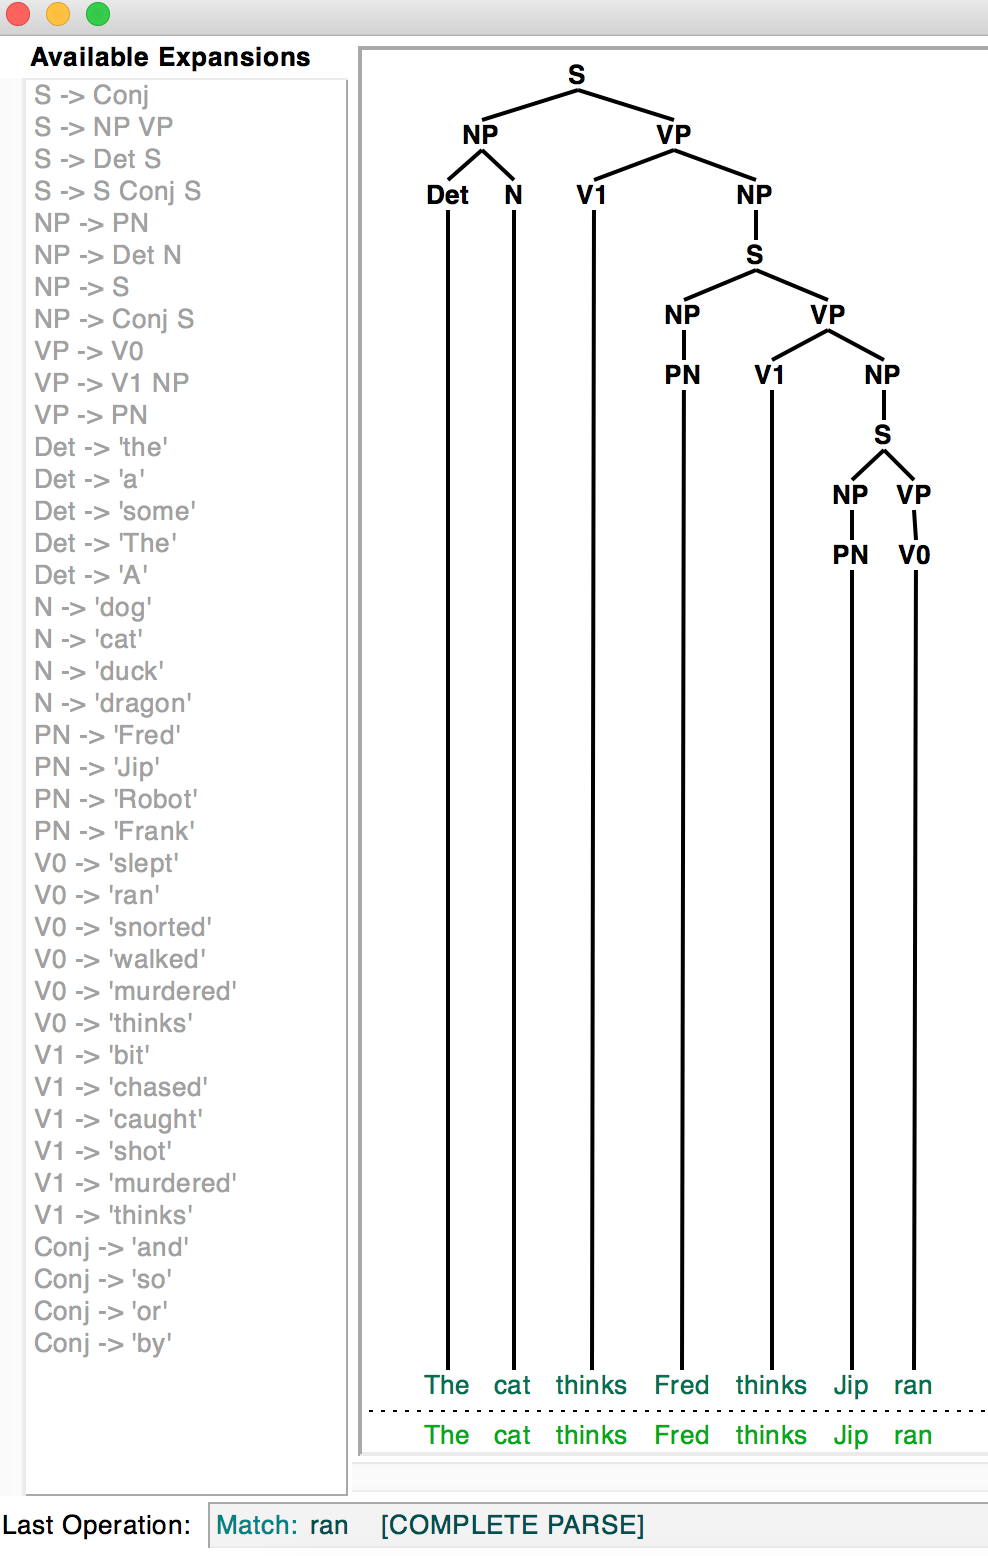 Available Expansions
S -> Conj
S -> NP VP
S -> Det S
S -> S Conj S
NP -> PN
NP -> Det N
NP -> S
NP -> Conj S
VP -> V0
VP -> V1 NP
VP -> PN
Det -> 'the'
Det -> 'a'
Det -> 'some'
Det -> 'The'
Det -> 'A'
N -> 'dog'
N -> 'cat'
N -> 'duck'
N -> 'dragon'
PN -> 'Fred'
PN -> 'Jip'
PN -> 'Robot'
PN -> 'Frank'
V0 -> 'slept'
V0 -> 'ran'
V0 -> 'snorted'
V0 -> 'walked'
V0 -> 'murdered'
V0 -> 'thinks'
V1 -> 'bit'
V1 -> 'chased'
V1 -> 'caught'
V1 -> 'shot'
V1 -> 'murdered'
V1 -> 'thinks'
Conj -> 'and'
Conj -> 'so'
Conj -> 'or'
Conj -> 'by'
S
NP VP
Det N V1 NP
S
NP VP
PN V1 NP
S
NP VP
PN V0
The cat thinks Fred thinks Jip ran
The cat thinks Fred thinks Jip ran
Last Operation: Match: ran [COMPLETE PARSE]